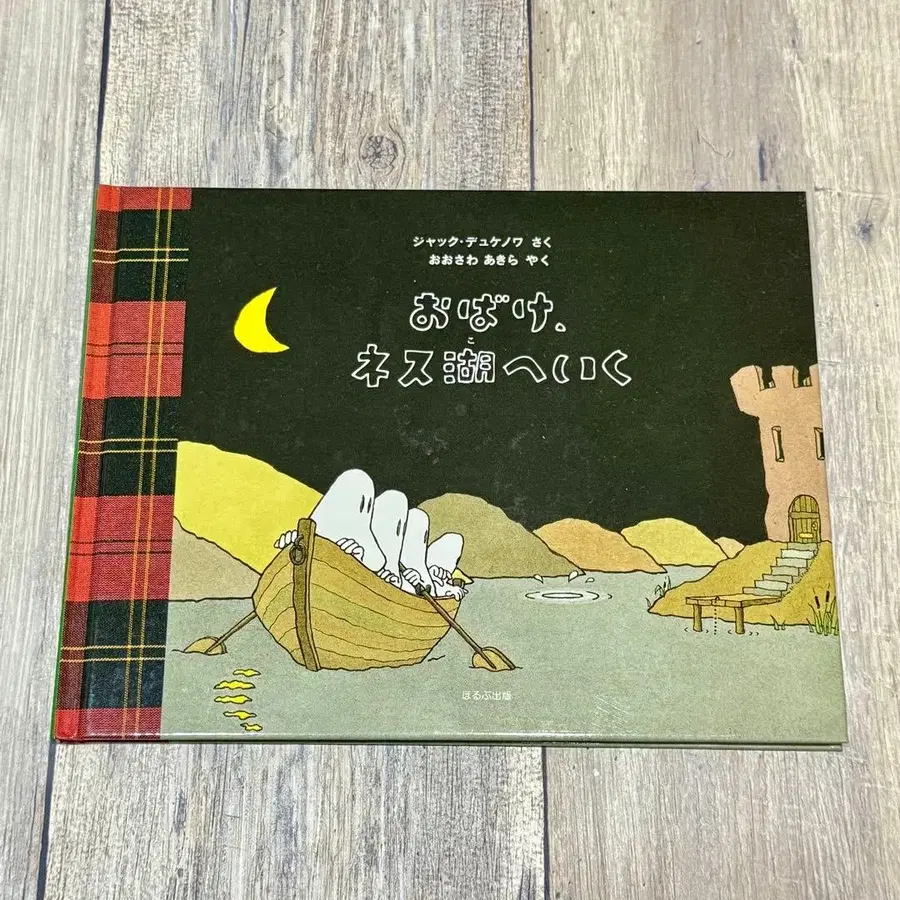 ジャック・デュケノワ さく
おおさわ あきら やく
おばけ、
ネス湖へいく
こ
ほるぷ出版